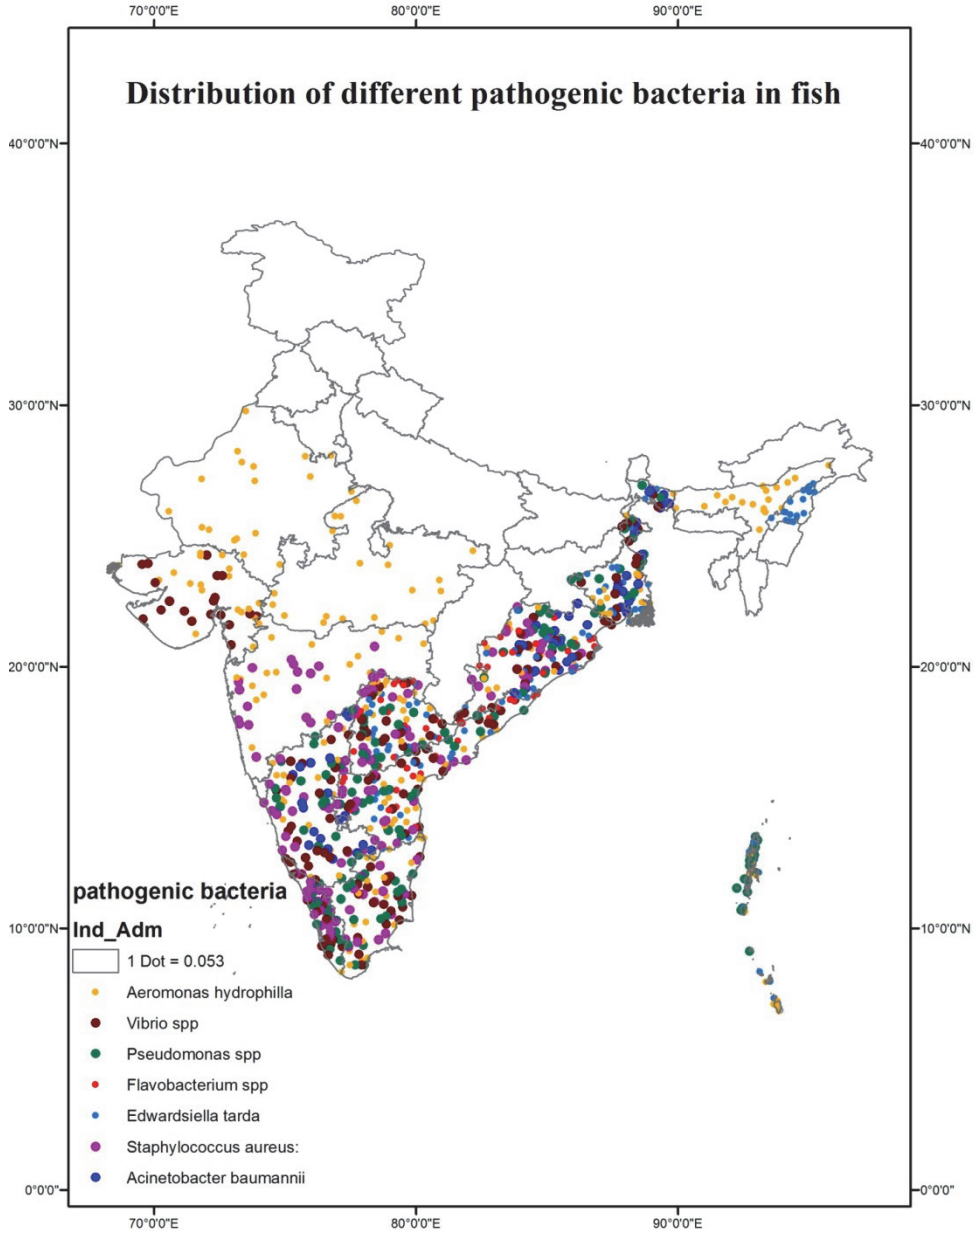 70°0'0"E 80°0'0"E 90°0'0"E
Distribution of different pathogenic bacteria in fish
40°0'0"N 40°0'0"N
30°0'0"N 30°0'0"N
20°0'0"N 20°0'0"N
pathogenic bacteria
10°0'0"N 10°0'0"N
Ind_Adm
1 Dot = 0.053
Aeromonas hydrophilla
Vibrio spp
Pseudomonas spp
Flavobacterium spp
Edwardsiella tarda
Staphylococcus aureus:
Acinetobacter baumannii
0°0'0" 0°0'0"
70°0'0"E 80°0'0"E 90°0'0"E